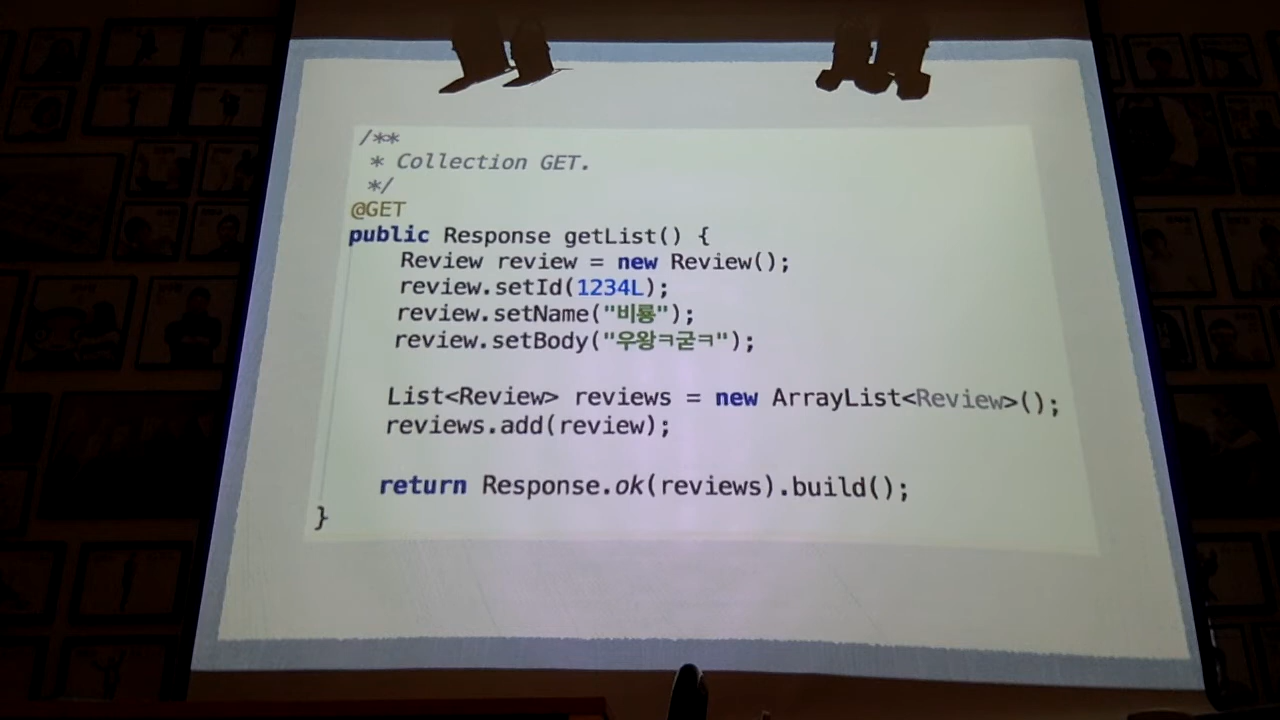 /**
 * Collection GET.
 */
@GET
public Response getList() {
    Review review = new Review();
    review.setId(1234L);
    review.setName("비룡");
    review.setBody("우왕ㅋ굳ㅋ");

    List<Review> reviews = new ArrayList<Review>();
    reviews.add(review);

    return Response.ok(reviews).build();
}